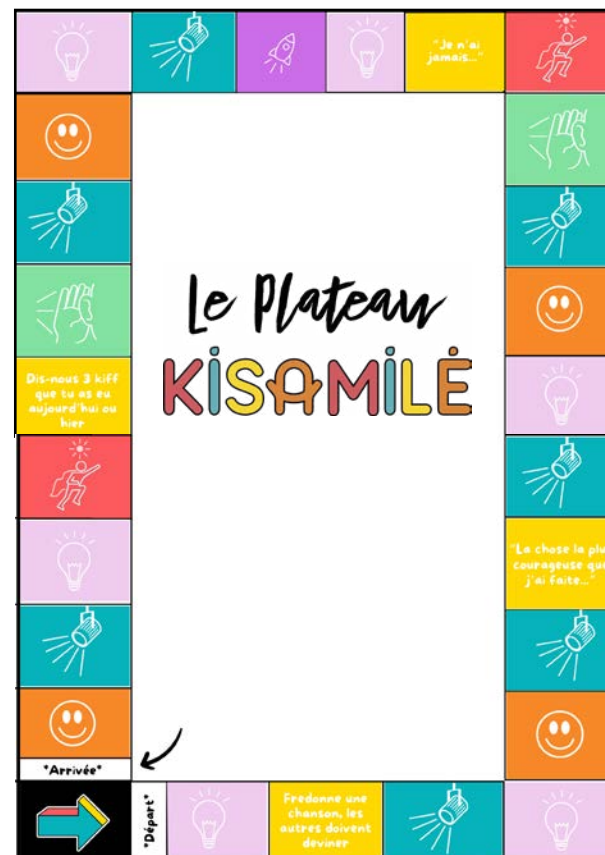 "Je n'ai
jamais..."
Le Plateau
KISAMILÉ
Dis-nous 3 kiff
que tu as eu
aujourd'hui ou
hier
"La chose la plu
courageuse que
j'ai faite..."
*Arrivée*
*Départ*
Fredonne une
chanson, les
autres doivent
deviner